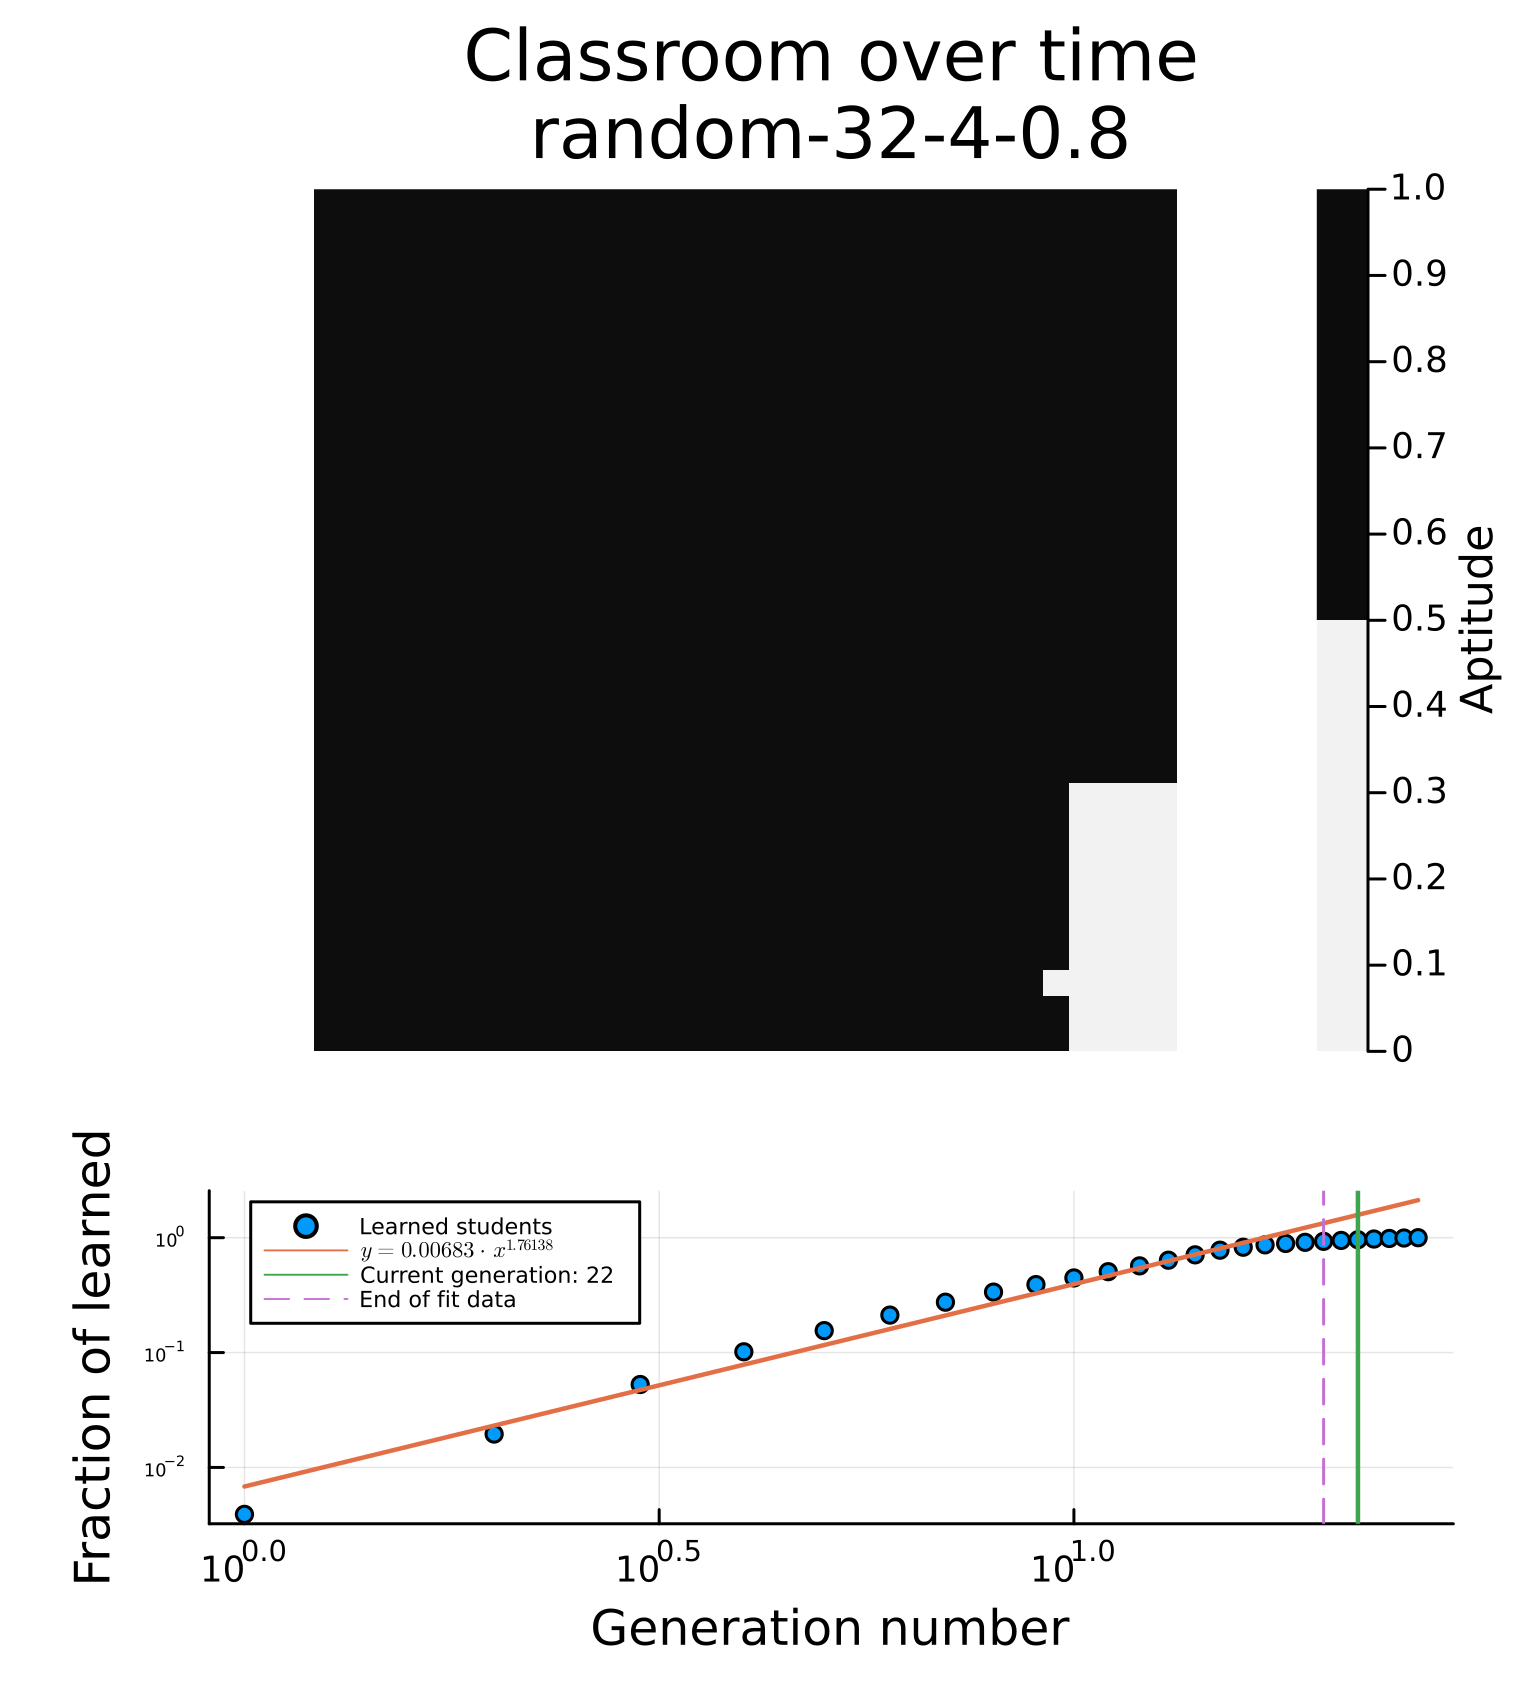 Classroom over time
random-32-4-0.8
1.0
0.9
0.8
0.7
0.6
0.5
0.4
0.3
0.2
0.1
0
Aptitude
Fraction of learned
10^0
10^−1
10^−2
Learned students
y = 0.00683 · x^1.76138
Current generation: 22
End of fit data
10^0.0 10^0.5 10^1.0
Generation number